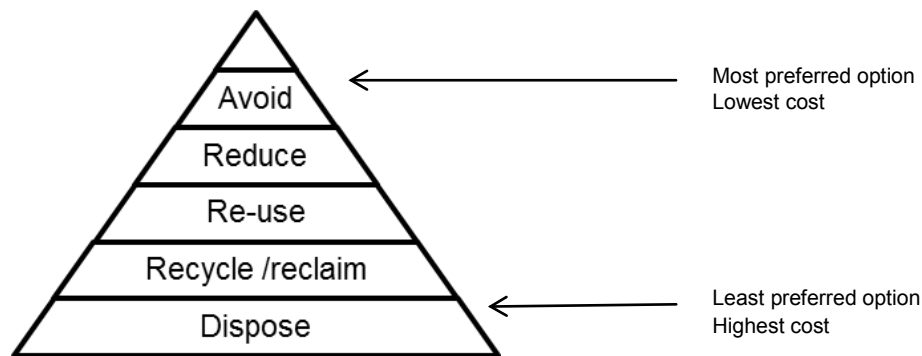 Most preferred option
Lowest cost
Avoid
Reduce
Re-use
Recycle /reclaim
Least preferred option
Highest cost
Dispose